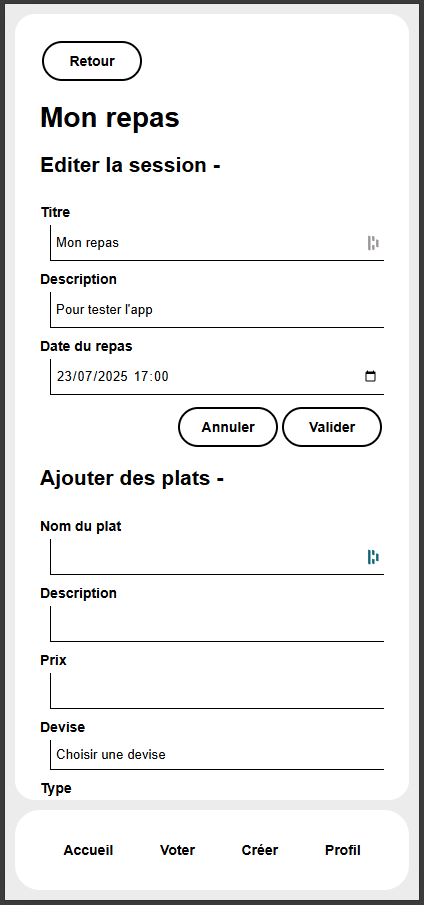 Retour
Mon repas
Editer la session -
Titre
Mon repas
Description
Pour tester l'app
Date du repas
23/07/2025 17:00
Annuler Valider
Ajouter des plats -
Nom du plat
Description
Prix
Devise
Choisir une devise
Type
Accueil Voter Créer Profil